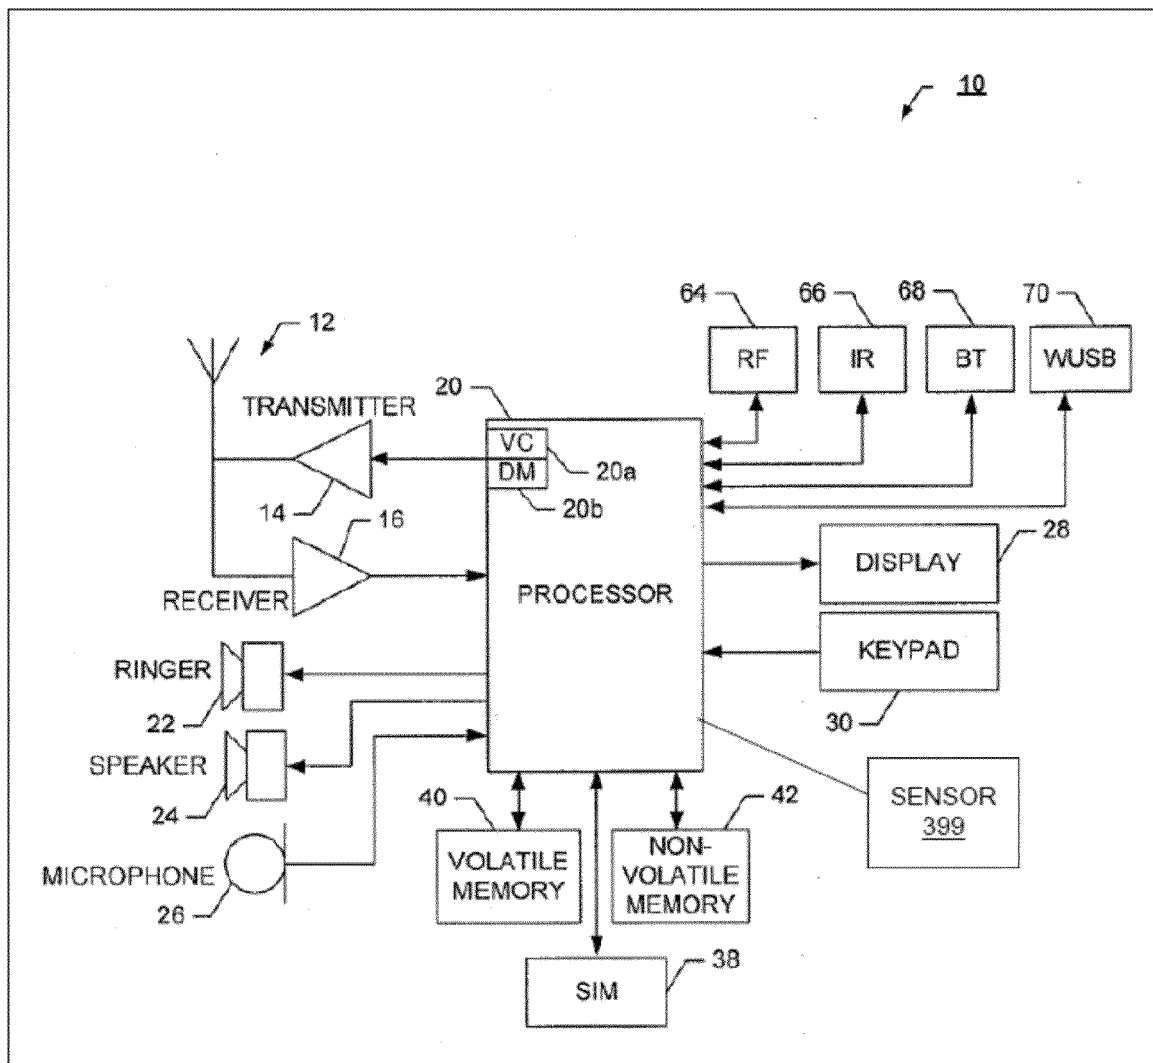 10
64
66
68
70
RF
IR
BT
WUSB
12
TRANSMITTER
14
20
VC
DM
20a
20b
16
RECEIVER
PROCESSOR
DISPLAY
28
KEYPAD
30
RINGER
22
SPEAKER
24
MICROPHONE
26
40
VOLATILE
MEMORY
42
NON-
VOLATILE
MEMORY
SENSOR
399
SIM
38